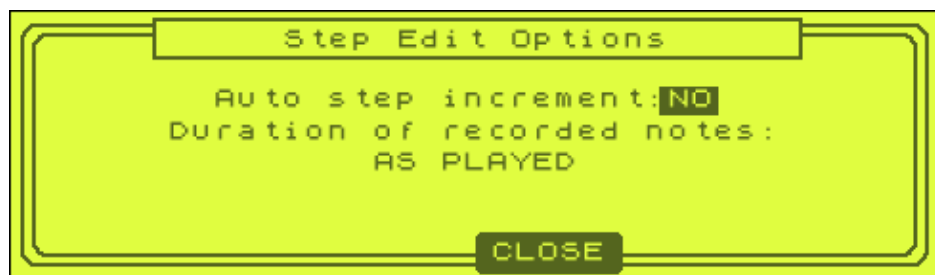 Step Edit Options
Auto step increment:NO
Duration of recorded notes:
AS PLAYED
CLOSE